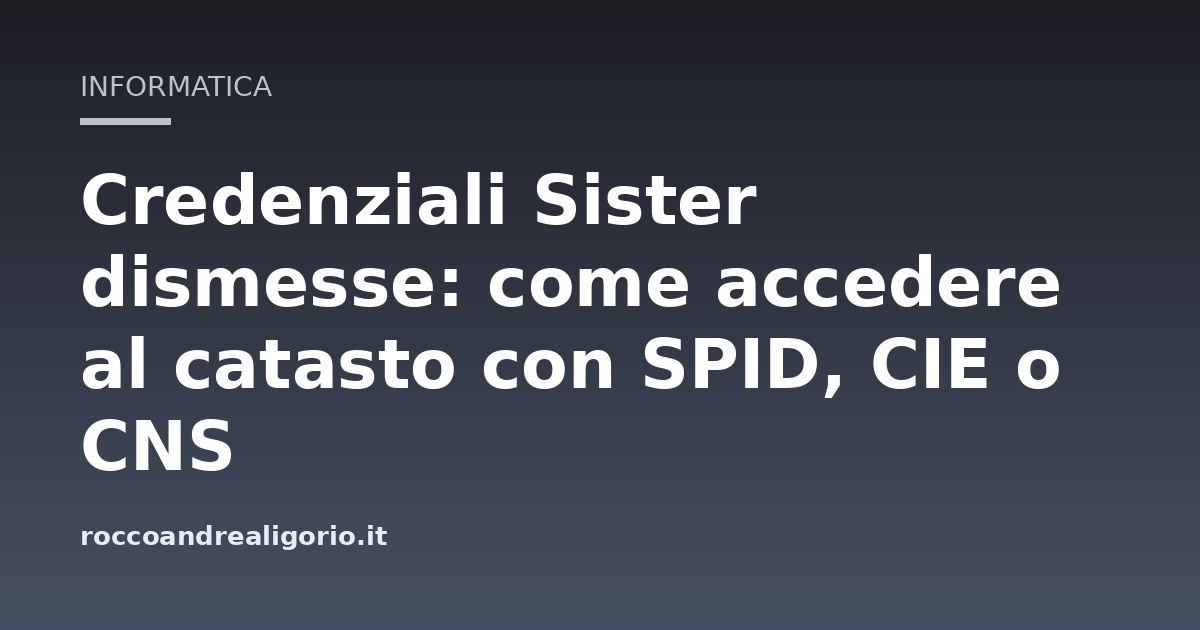 INFORMATICA
Credenziali Sister
dismesse: come accedere
al catasto con SPID, CIE o
CNS
roccoandrealigorio.it